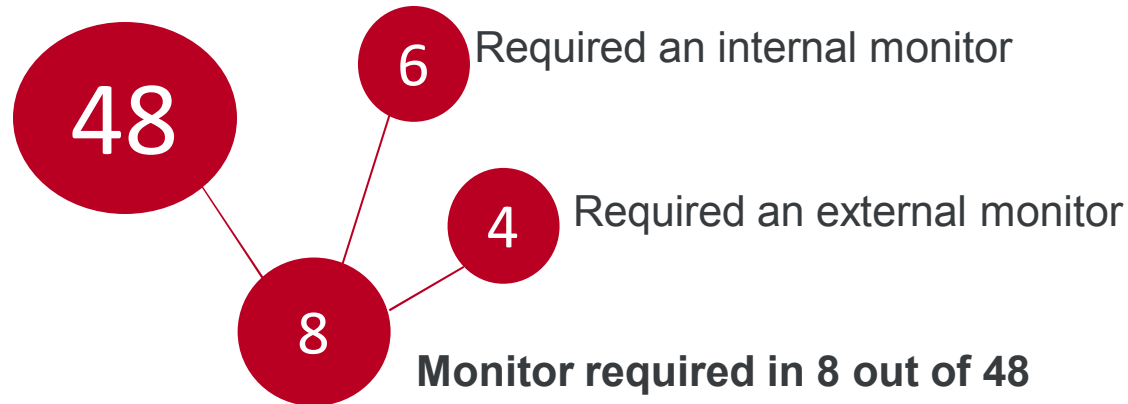 48
6
Required an internal monitor
4
Required an external monitor
8
Monitor required in 8 out of 48